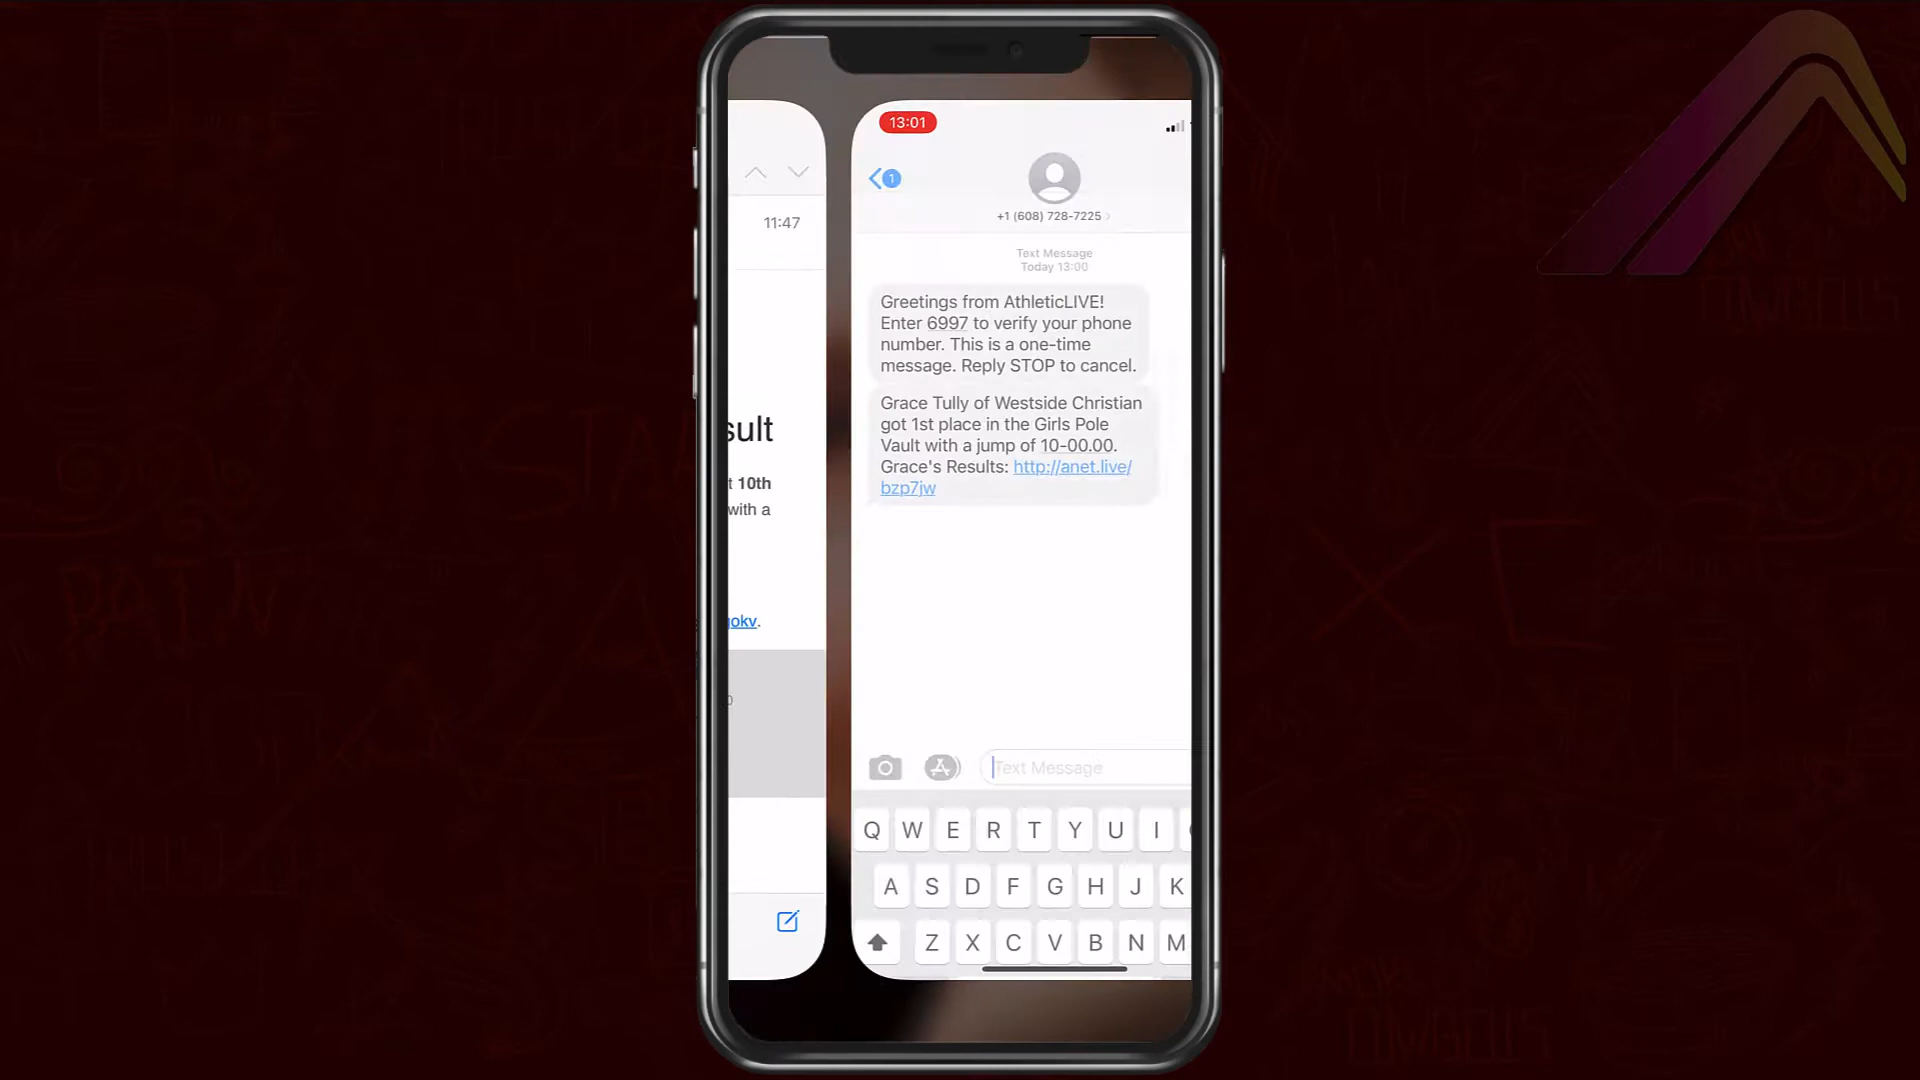 11:47
sult
t 10th
with a
gokv.
13:01
1
+1 (608) 728-7225
Text Message
Today 13:00
Greetings from AthleticLIVE!
Enter 6997 to verify your phone
number. This is a one-time
message. Reply STOP to cancel.
Grace Tully of Westside Christian
got 1st place in the Girls Pole
Vault with a jump of 10-00.00.
Grace's Results: http://anet.live/
bzp7jw
Text Message
Q W E R T Y U I
A S D F G H J K
Z X C V B N M
PAIN